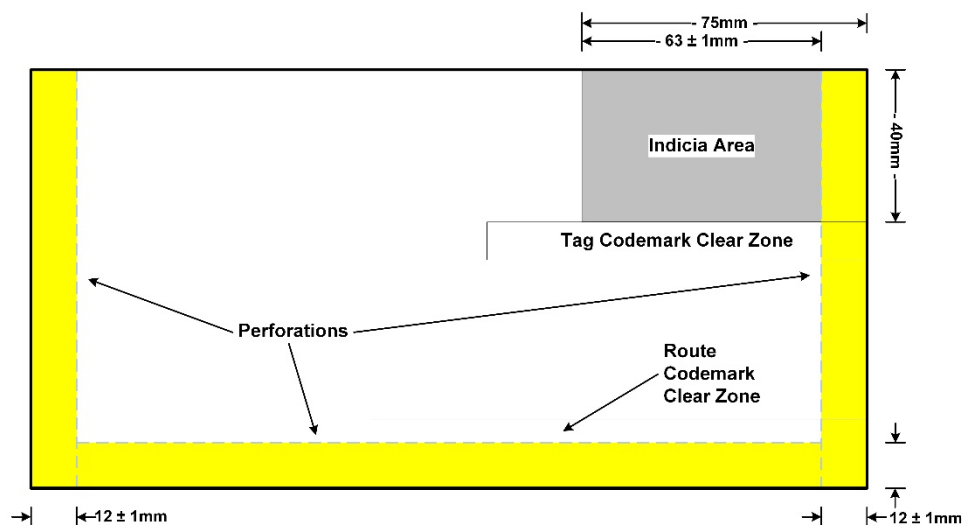 - 75mm-
- 63 ± 1mm-
- 40mm-
Indicia Area
Tag Codemark Clear Zone
Perforations
Route
Codemark
Clear Zone
12 ± 1mm
12 ± 1mm